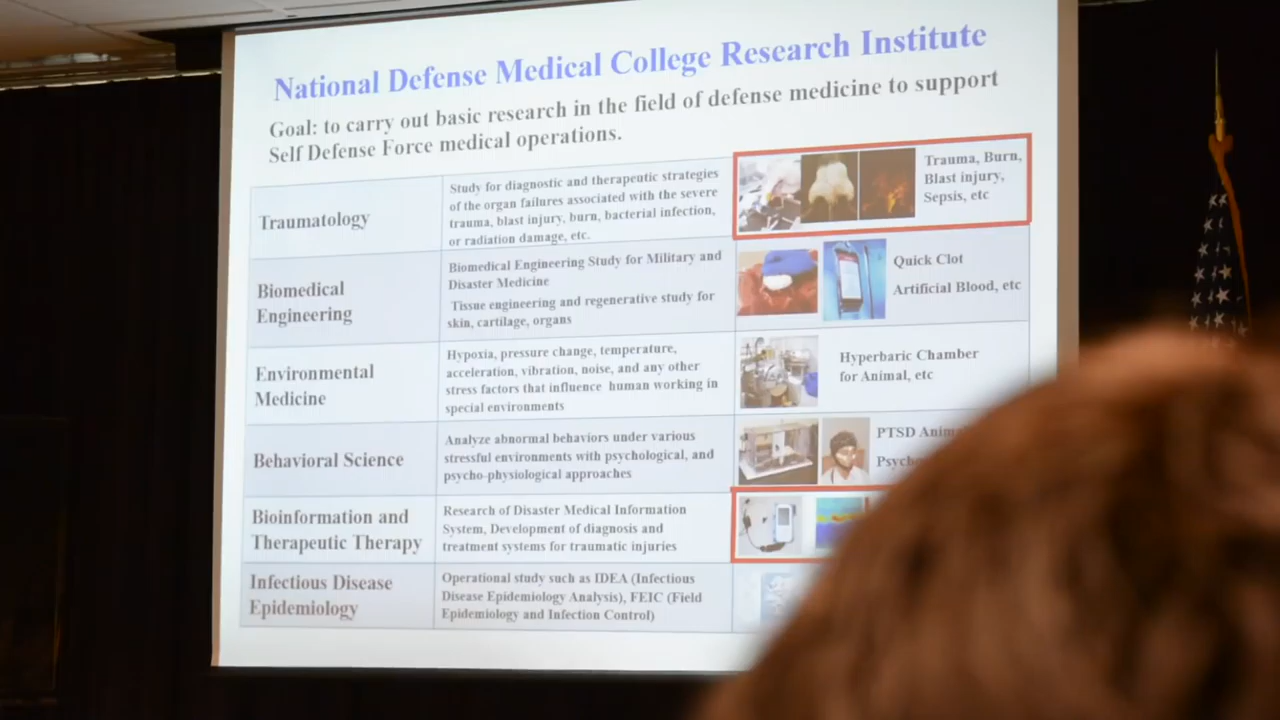 National Defense Medical College Research Institute
Goal: to carry out basic research in the field of defense medicine to support
Self Defense Force medical operations.
Traumatology
Study for diagnostic and therapeutic strategies
of the organ failures associated with the severe
trauma, blast injury, burn, bacterial infection,
or radiation damage, etc.
Trauma, Burn,
Blast injury,
Sepsis, etc
Biomedical
Engineering
Biomedical Engineering Study for Military and
Disaster Medicine
Tissue engineering and regenerative study for
skin, cartilage, organs
Quick Clot
Artificial Blood, etc
Environmental
Medicine
Hypoxia, pressure change, temperature,
acceleration, vibration, noise, and any other
stress factors that influence human working in
special environments
Hyperbaric Chamber
for Animal, etc
Behavioral Science
Analyze abnormal behaviors under various
stressful environments with psychological, and
psycho-physiological approaches
PTSD
Bioinformation and
Therapeutic Therapy
Research of Disaster Medical Information
System, Development of diagnosis and
treatment systems for traumatic injuries
Infectious Disease
Epidemiology
Operational study such as IDEA (Infectious
Disease Epidemiology Analysis), FEIC (Field
Epidemiology and Infection Control)